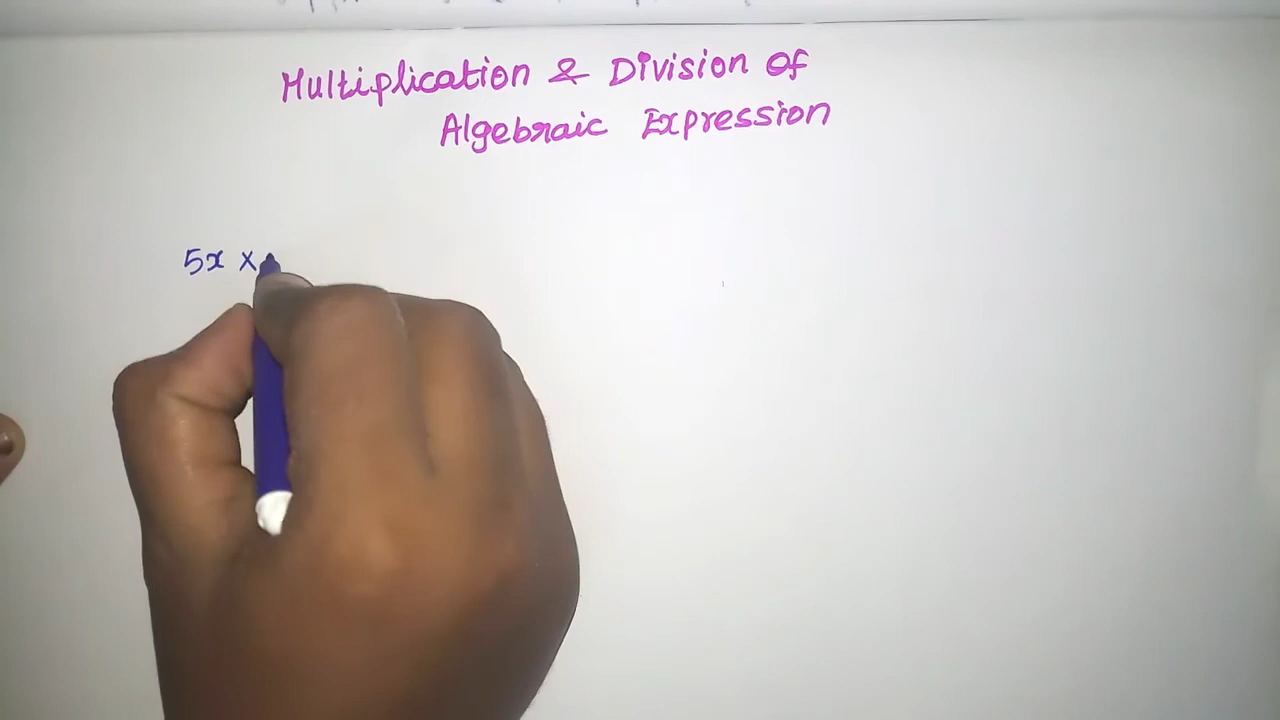 Multiplication & Division of
Algebraic Expression
5x ×